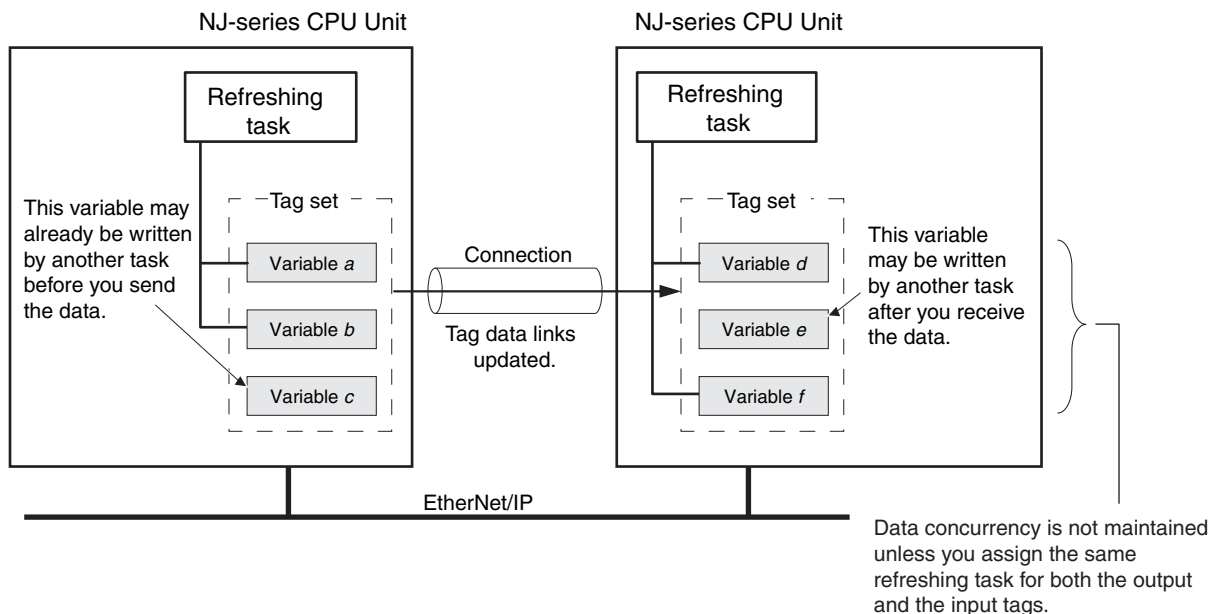 NJ-series CPU Unit
NJ-series CPU Unit
Refreshing
task
Refreshing
task
This variable may
already be written
by another task
before you send
the data.
Tag set
Variable a
Variable b
Variable c
Connection
Tag data links
updated.
Tag set
Variable d
Variable e
Variable f
This variable
may be written
by another task
after you receive
the data.
EtherNet/IP
Data concurrency is not maintained
unless you assign the same
refreshing task for both the output
and the input tags.